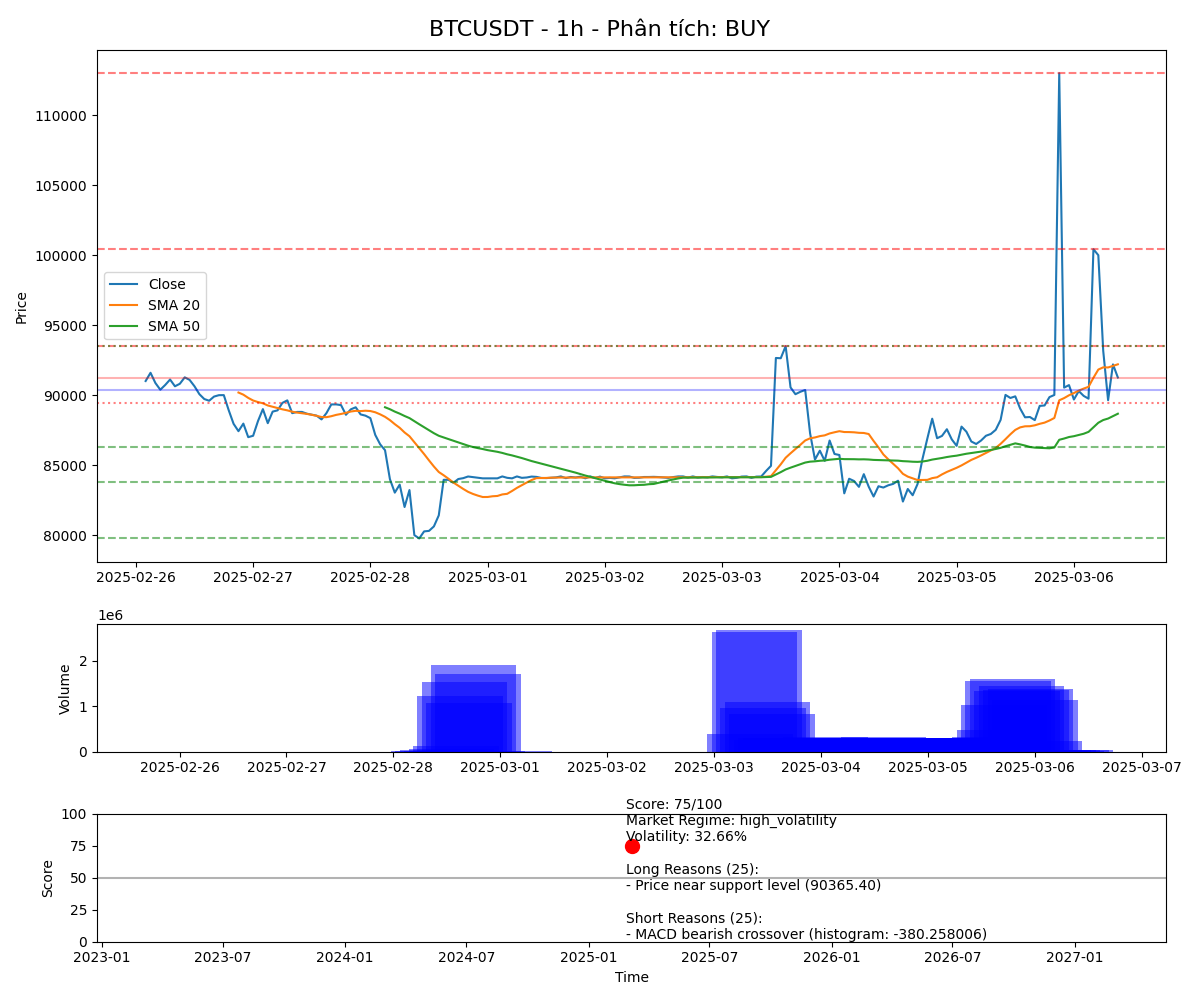 BTCUSDT - 1h - Phân tích: BUY
110000
105000
100000
95000
90000
85000
80000
Price
Close
SMA 20
SMA 50
2025-02-26
2025-02-27
2025-02-28
2025-03-01
2025-03-02
2025-03-03
2025-03-04
2025-03-05
2025-03-06
1e6
2
1
0
Volume
2025-02-26
2025-02-27
2025-02-28
2025-03-01
2025-03-02
2025-03-03
2025-03-04
2025-03-05
2025-03-06
2025-03-07
100
75
50
25
0
Score
Score: 75/100
Market Regime: high_volatility
Volatility: 32.66%
Long Reasons (25):
- Price near support level (90365.40)
Short Reasons (25):
- MACD bearish crossover (histogram: -380.258006)
2023-01
2023-07
2024-01
2024-07
2025-01
2025-07
2026-01
2026-07
2027-01
Time